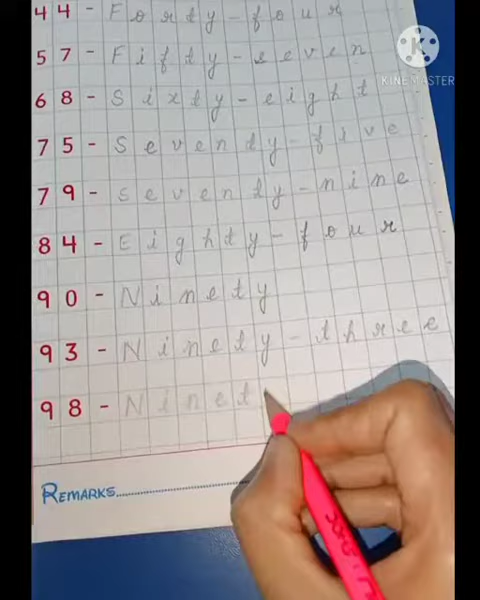 44 - Forty-four
57 - Fifty-seven
KINEMASTER
68 - Sixty-eight
75 - Seventy-five
79 - seventy-nine
84 - Eighty-four
90 - Ninety
93 - Ninety-three
98 - Ninet
REMARKS